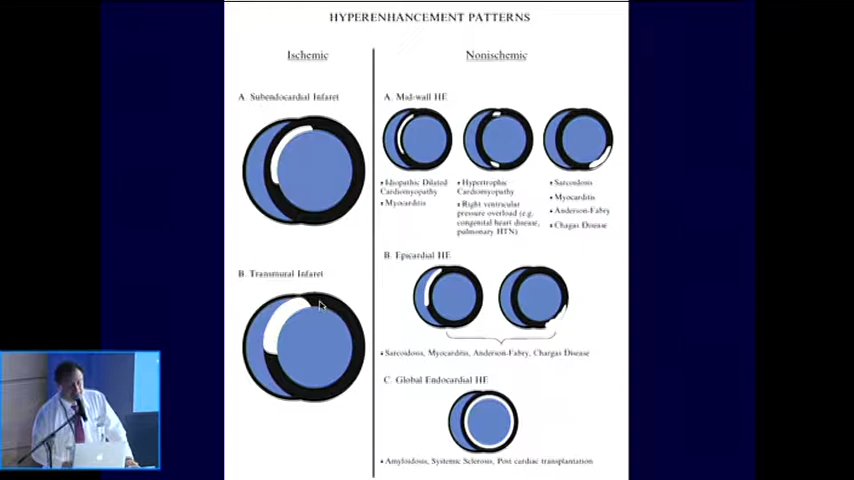 HYPERENHANCEMENT PATTERNS
Ischemic
A. Subendocardial Infarct
B. Transmural Infarct
Nonischemic
A. Mid-wall HE
• Idiopathic Dilated
Cardiomyopathy
• Myocarditis
• Hypertrophic
Cardiomyopathy
• Right ventricular
pressure overload (e.g.
congenital heart disease,
pulmonary HTN)
• Sarcoidosis
• Myocarditis
• Anderson-Fabry
• Chagas Disease
B. Epicardial HE
• Sarcoidosis, Myocarditis, Anderson-Fabry, Chargas Disease
C. Global Endocardial HE
• Amyloidosis, Systemic Sclerosis, Post cardiac transplantation